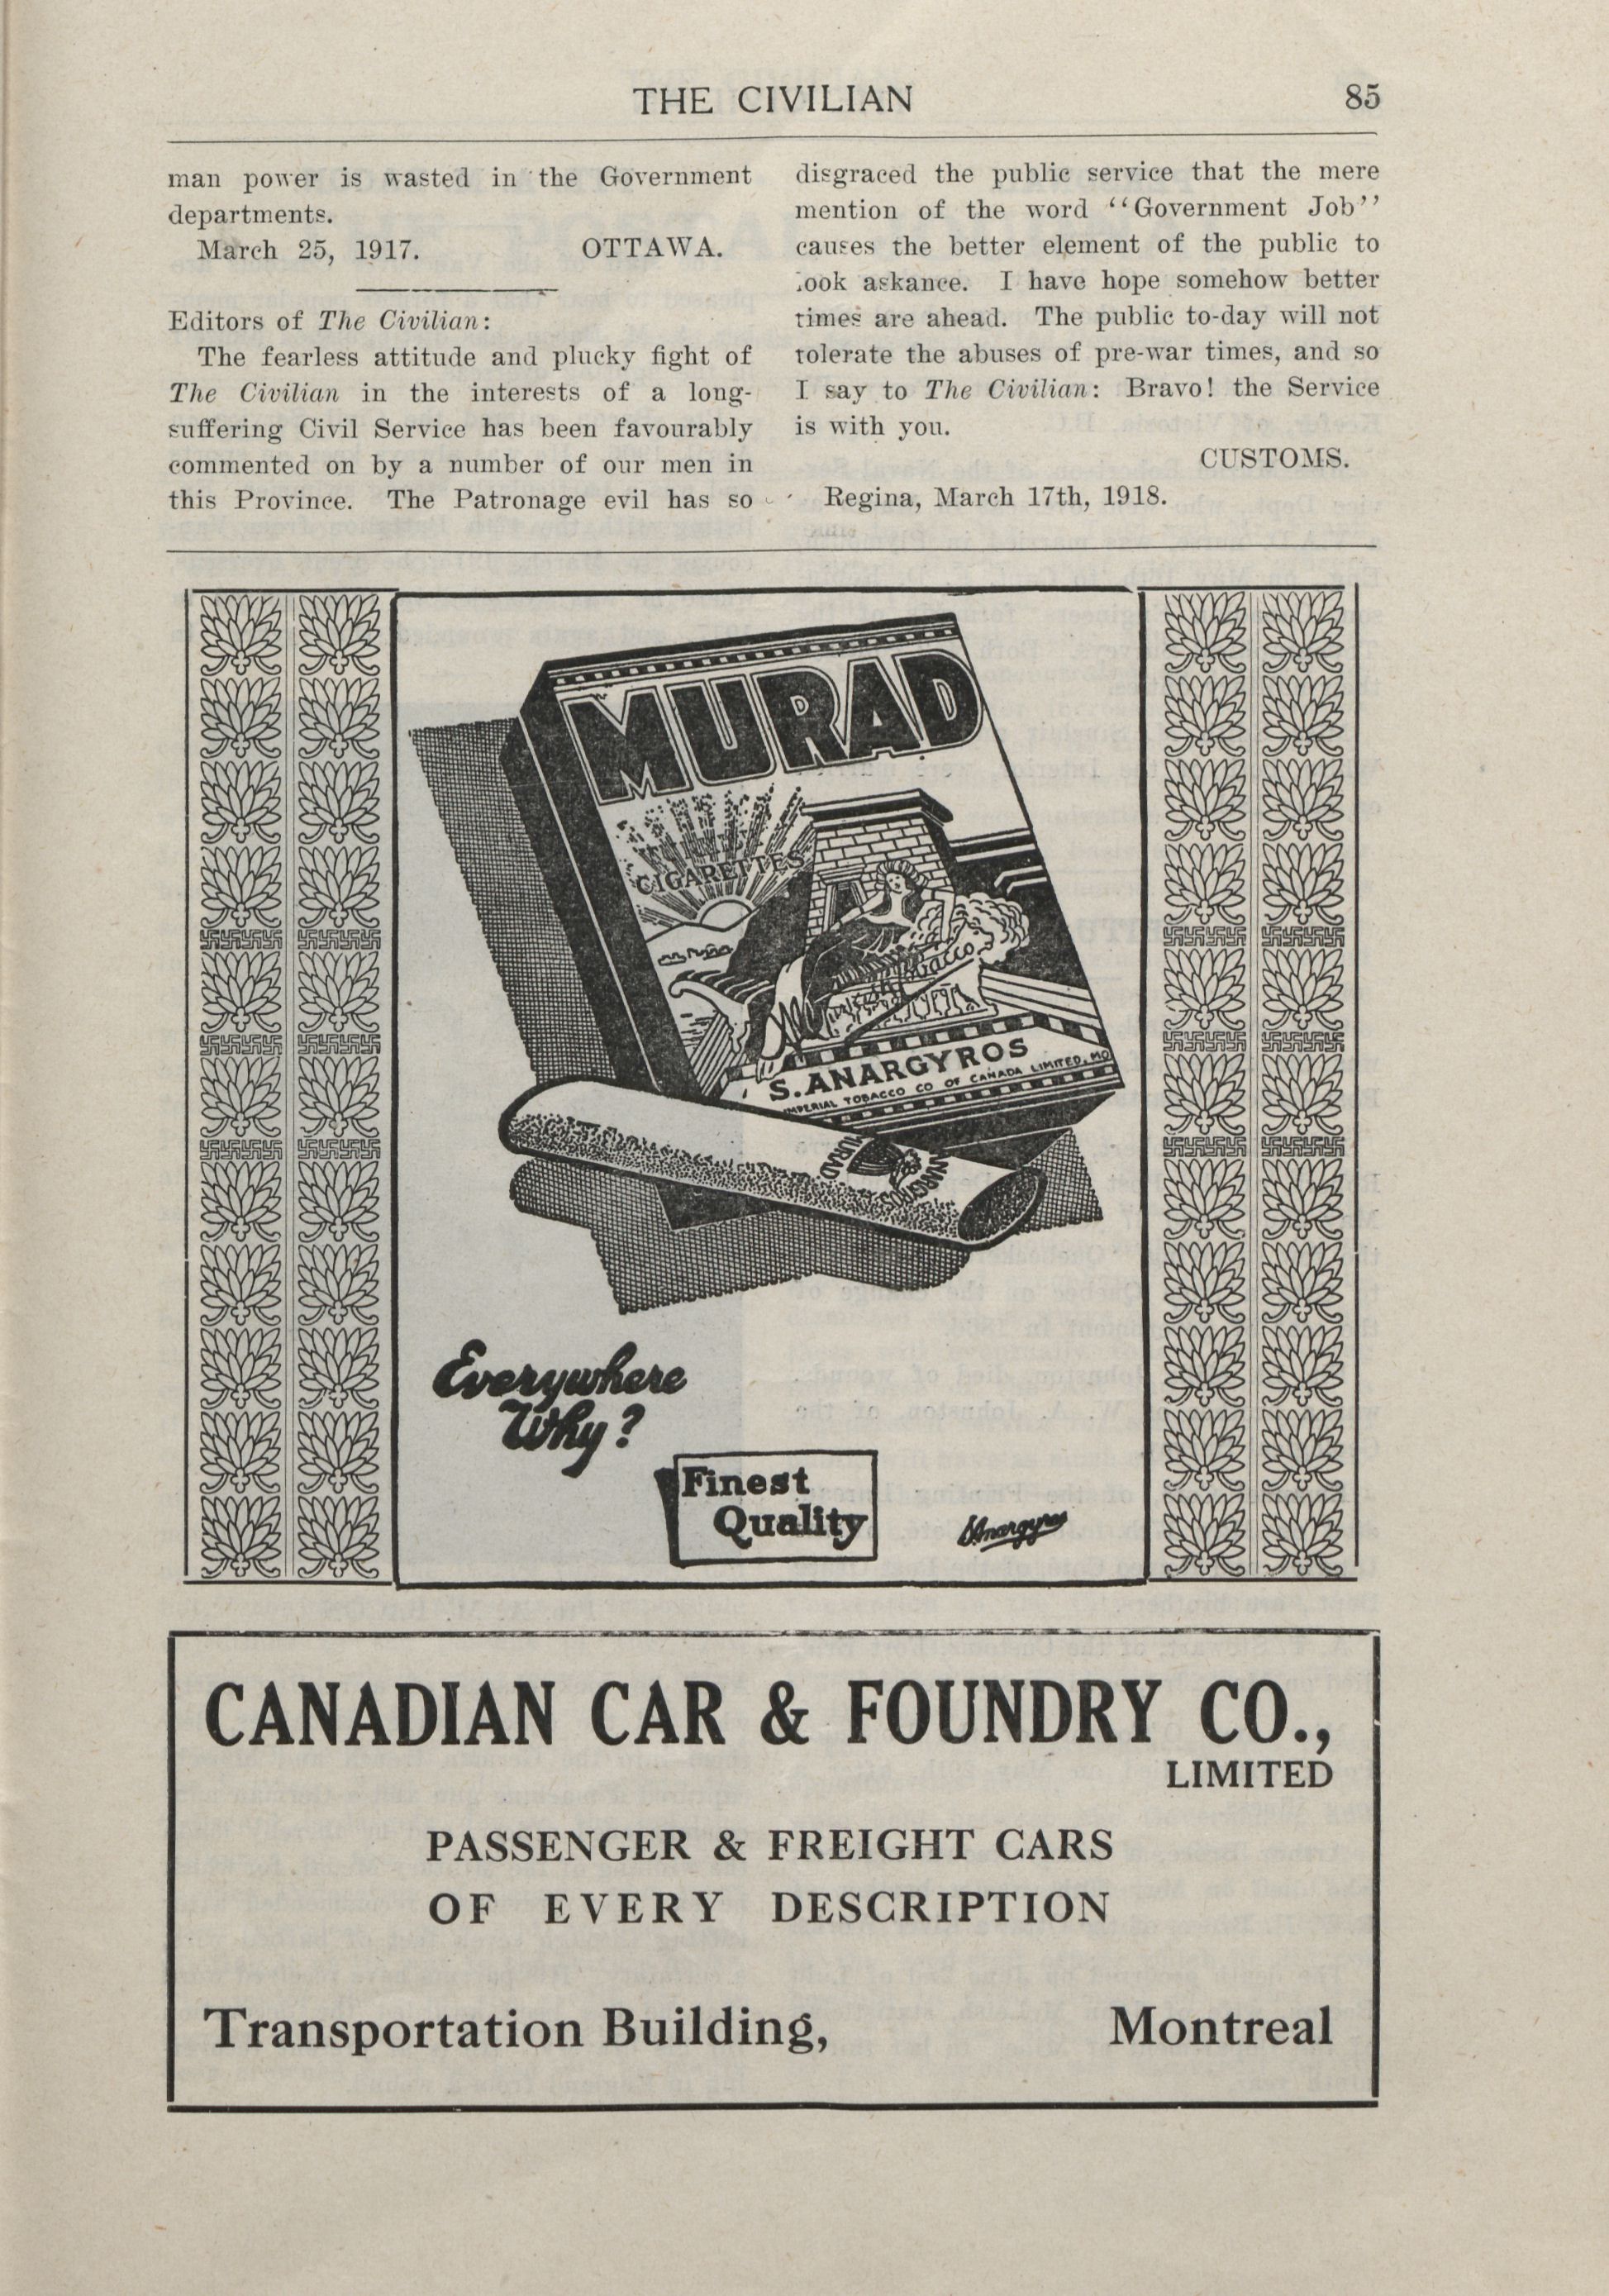 THE CIVILIAN
85
man power is wasted in the Government
departments.
March 25, 1917. OTTAWA.
Editors of The Civilian:
The fearless attitude and plucky fight of
The Civilian in the interests of a long-
suffering Civil Service has been favourably
commented on by a number of our men in
this Province. The Patronage evil has so
disgraced the public service that the mere
mention of the word ‘‘Government Job’’
causes the better element of the public to
ook askance. I have hope somehow better
times are ahead. The public to-day will not
tolerate the abuses of pre-war times, and so
I say to The Civilian: Bravo! the Service
is with you.
CUSTOMS.
Regina, March 17th, 1918.
MURAD
CIGARETTES
S. ANARGYROS
IMPERIAL TOBACCO CO OF CANADA LIMITED. MO
MURAD
ANARGYROS
Everywhere
Why?
Finest
Quality
S. Anargyros
CANADIAN CAR & FOUNDRY CO.,
LIMITED
PASSENGER & FREIGHT CARS
OF EVERY DESCRIPTION
Transportation Building, Montreal